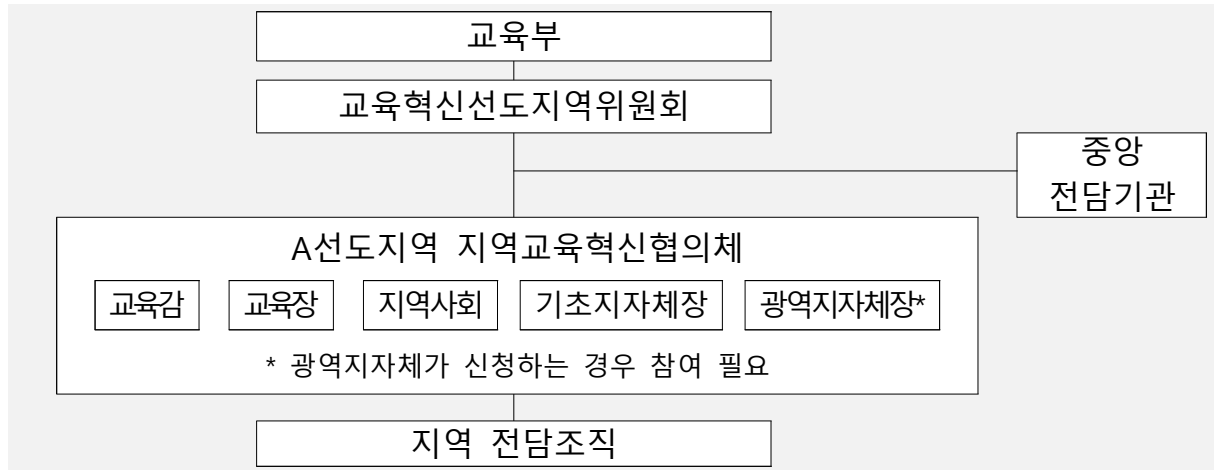 교육부
교육혁신선도지역위원회
중앙
전담기관
A선도지역 지역교육혁신협의체
교육감 교육장 지역사회 기초지자체장 광역지자체장*
* 광역지자체가 신청하는 경우 참여 필요
지역 전담조직